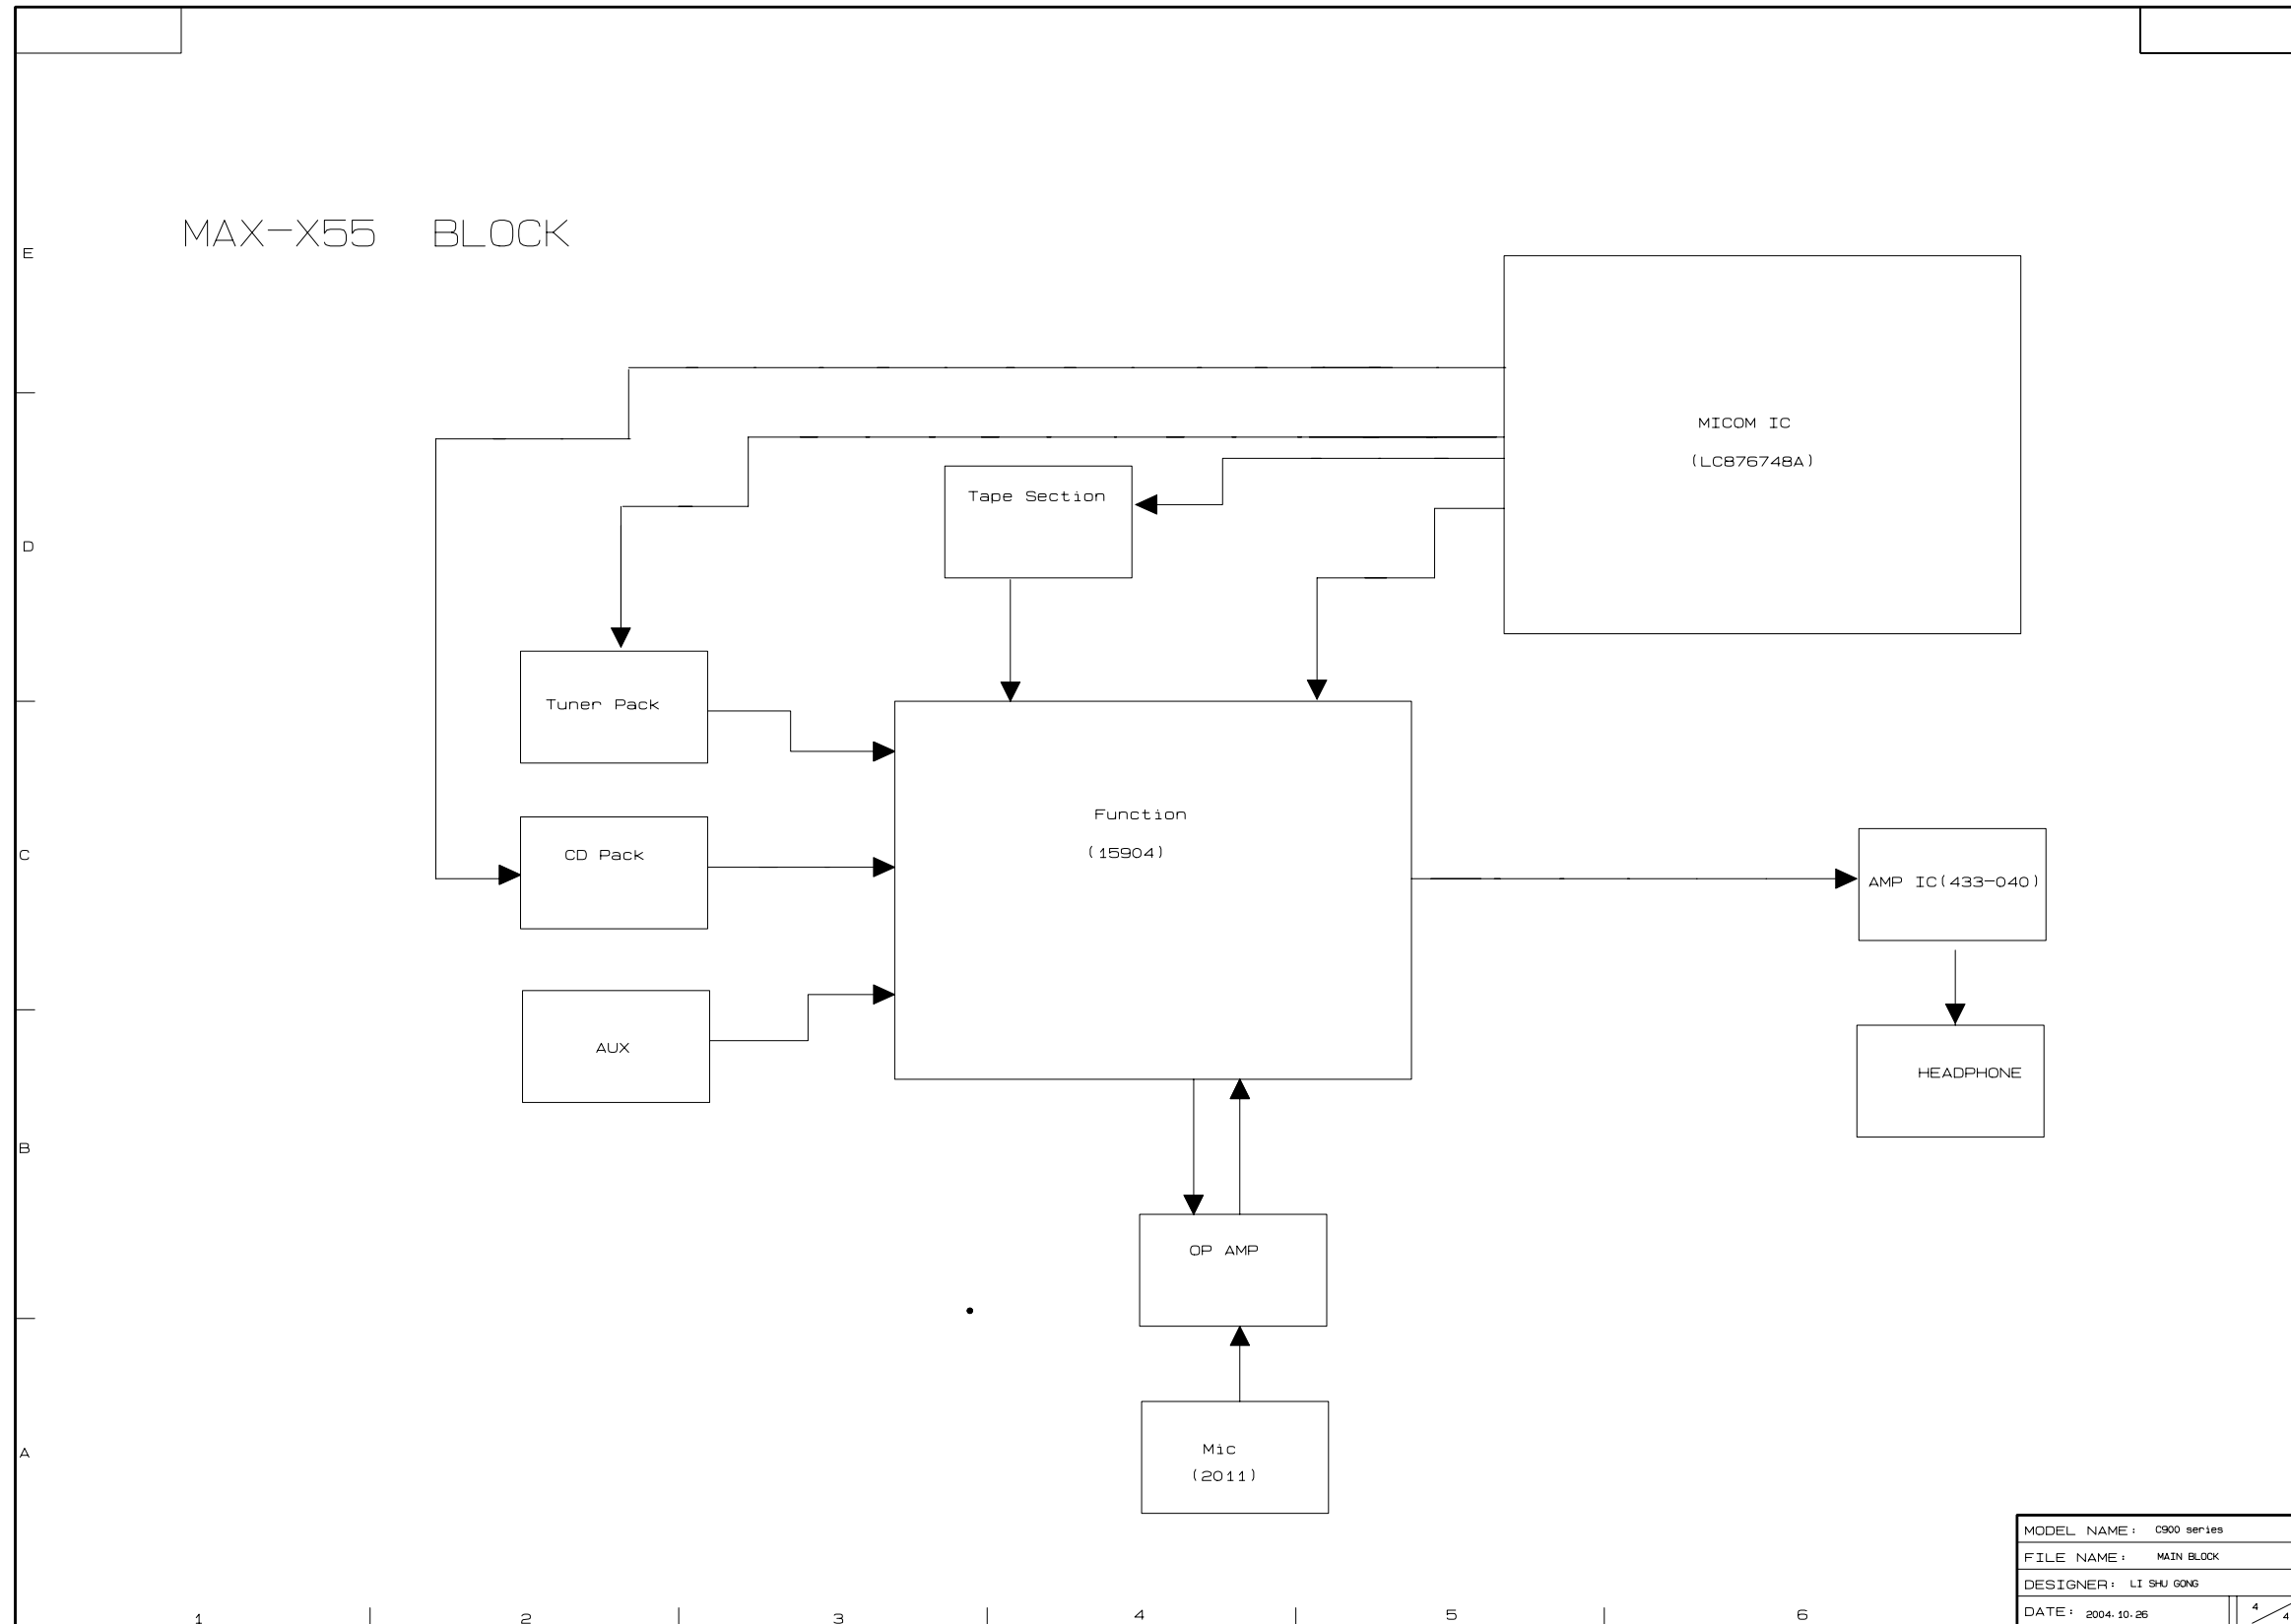 MAX-X55 BLOCK
E
MICOM IC
(LC876748A)
Tape Section
D
Tuner Pack
Function
(15904)
CD Pack
C
AMP IC(433-040)
AUX
HEADPHONE
B
OP AMP
Mic
(2011)
A
MODEL NAME: C900 series
FILE NAME: MAIN BLOCK
DESIGNER: LI SHU GONG
DATE: 2004.10.26
4
4
1 2 3 4 5 6